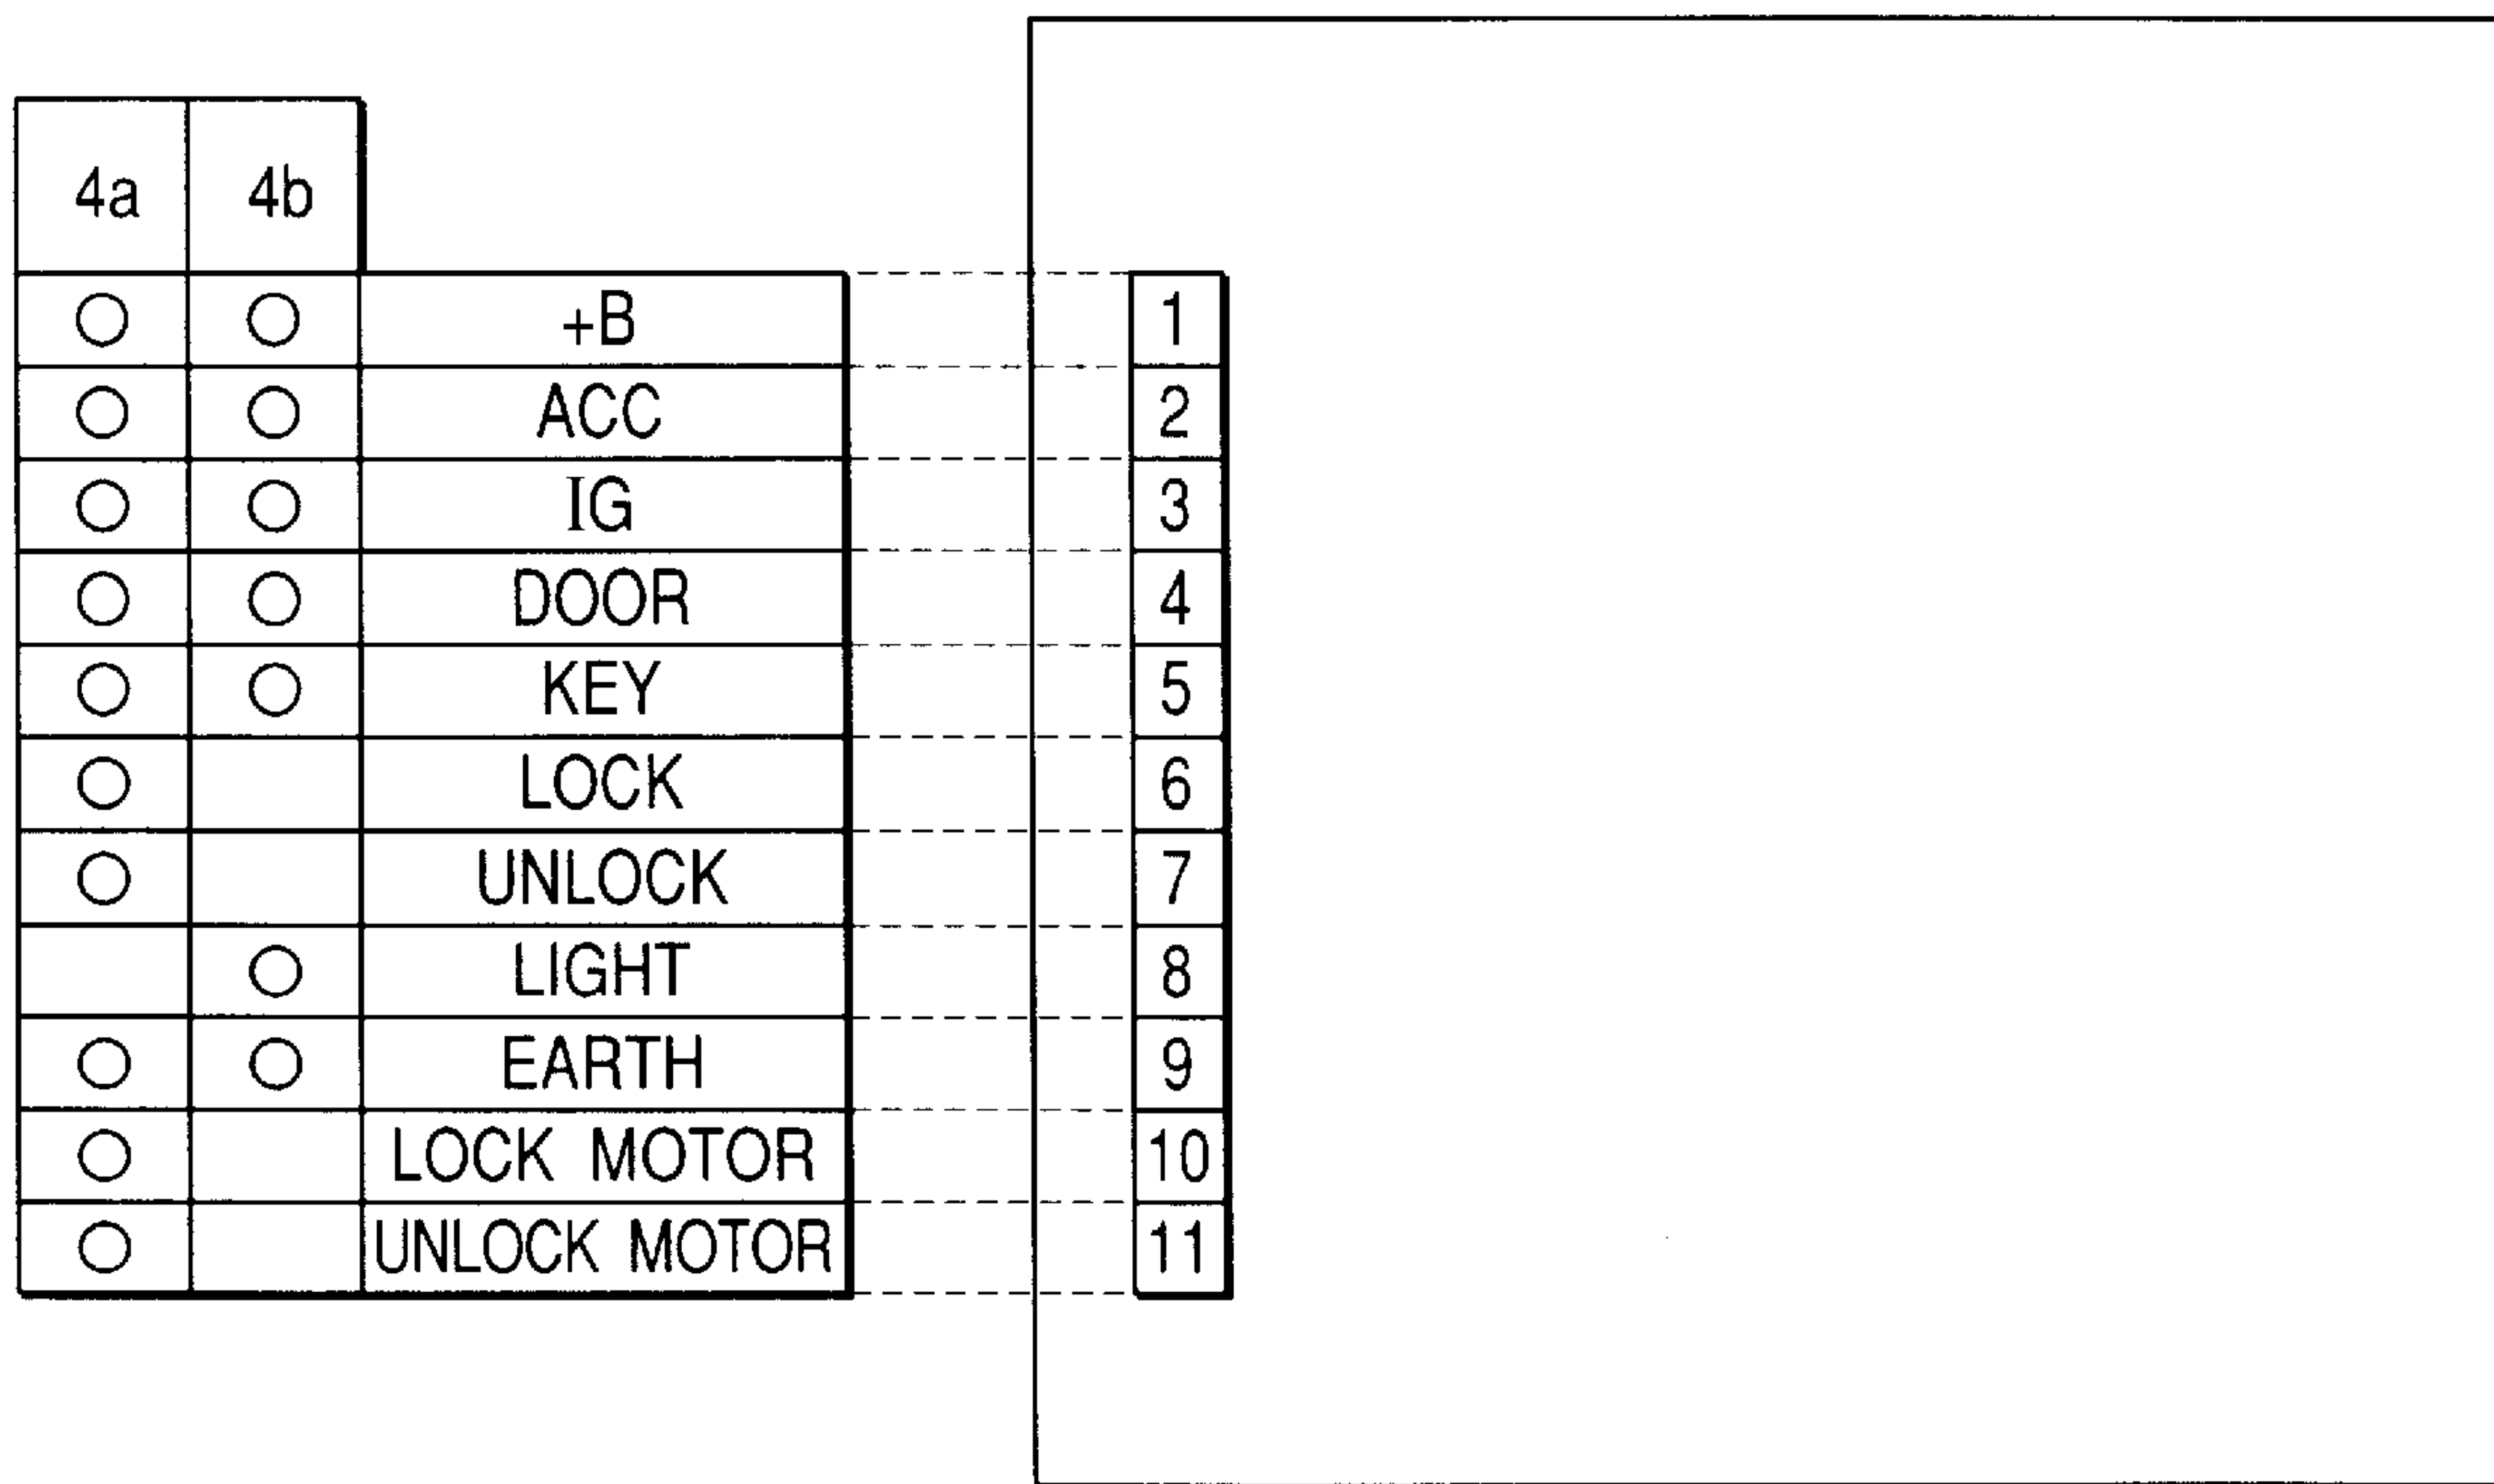 4a 4b
○ ○ +B 1
○ ○ ACC 2
○ ○ IG 3
○ ○ DOOR 4
○ ○ KEY 5
○ LOCK 6
○ UNLOCK 7
○ LIGHT 8
○ ○ EARTH 9
○ LOCK MOTOR 10
○ UNLOCK MOTOR 11